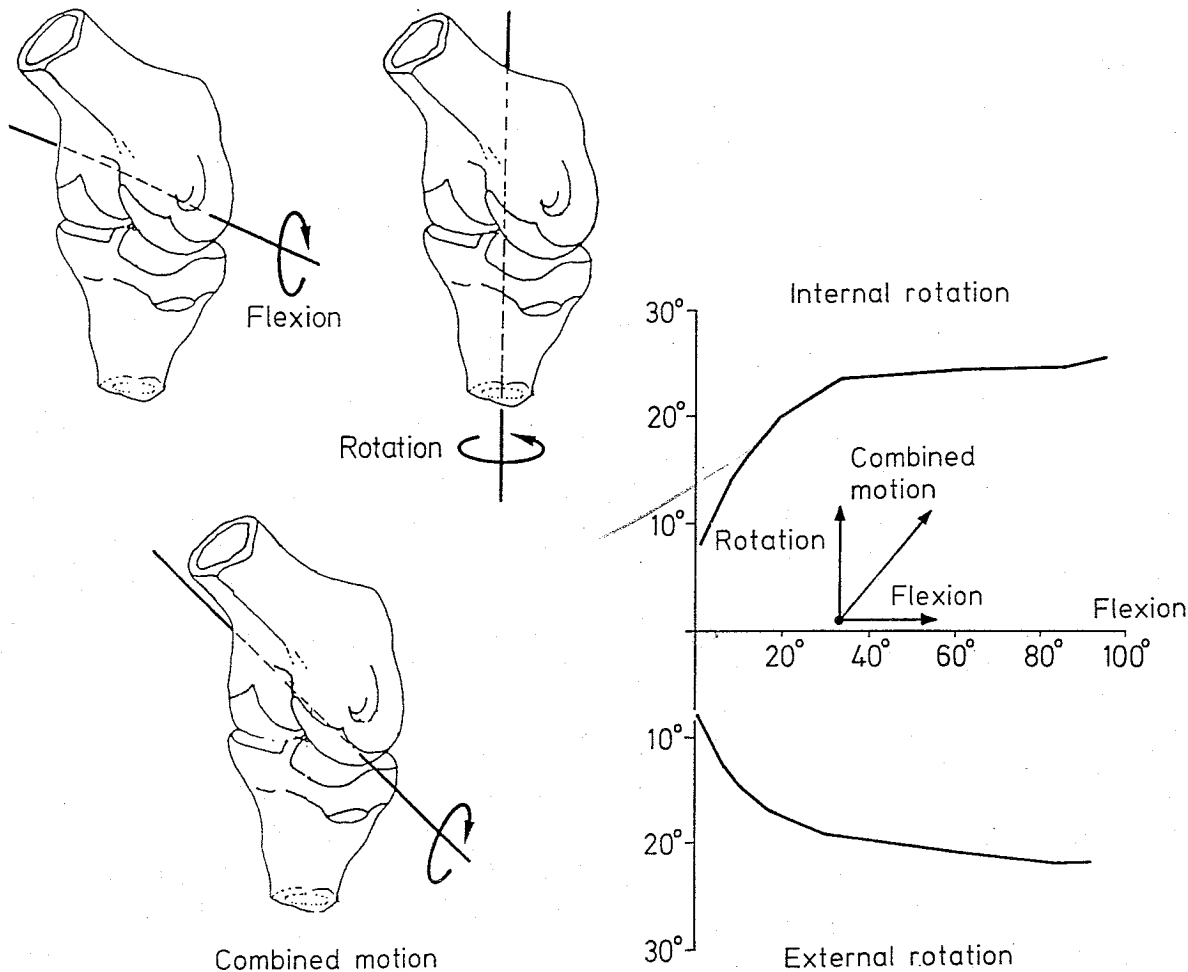 Flexion
Rotation
Combined motion
Internal rotation
30°
20°
10°
Combined
motion
Rotation
Flexion
Flexion
20° 40° 60° 80° 100°
10°
20°
30°
External rotation